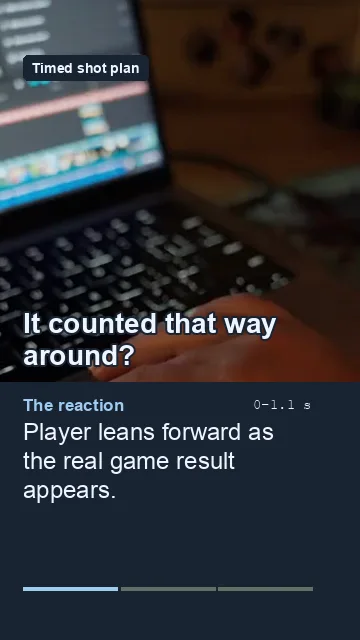 Timed shot plan
It counted that way
around?
The reaction
0–1.1 s
Player leans forward as
the real game result
appears.